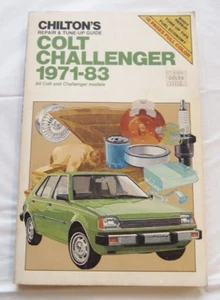 CHILTON'S
REPAIR & TUNE-UP GUIDE
COLT
CHALLENGER
1971-83
All Colt and Challenger models